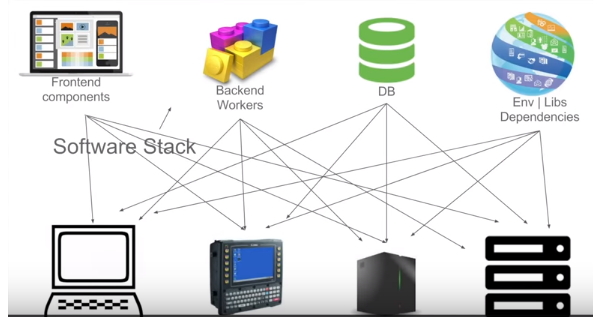 Frontend
components
Backend
Workers
DB
Env | Libs
Dependencies
Software Stack